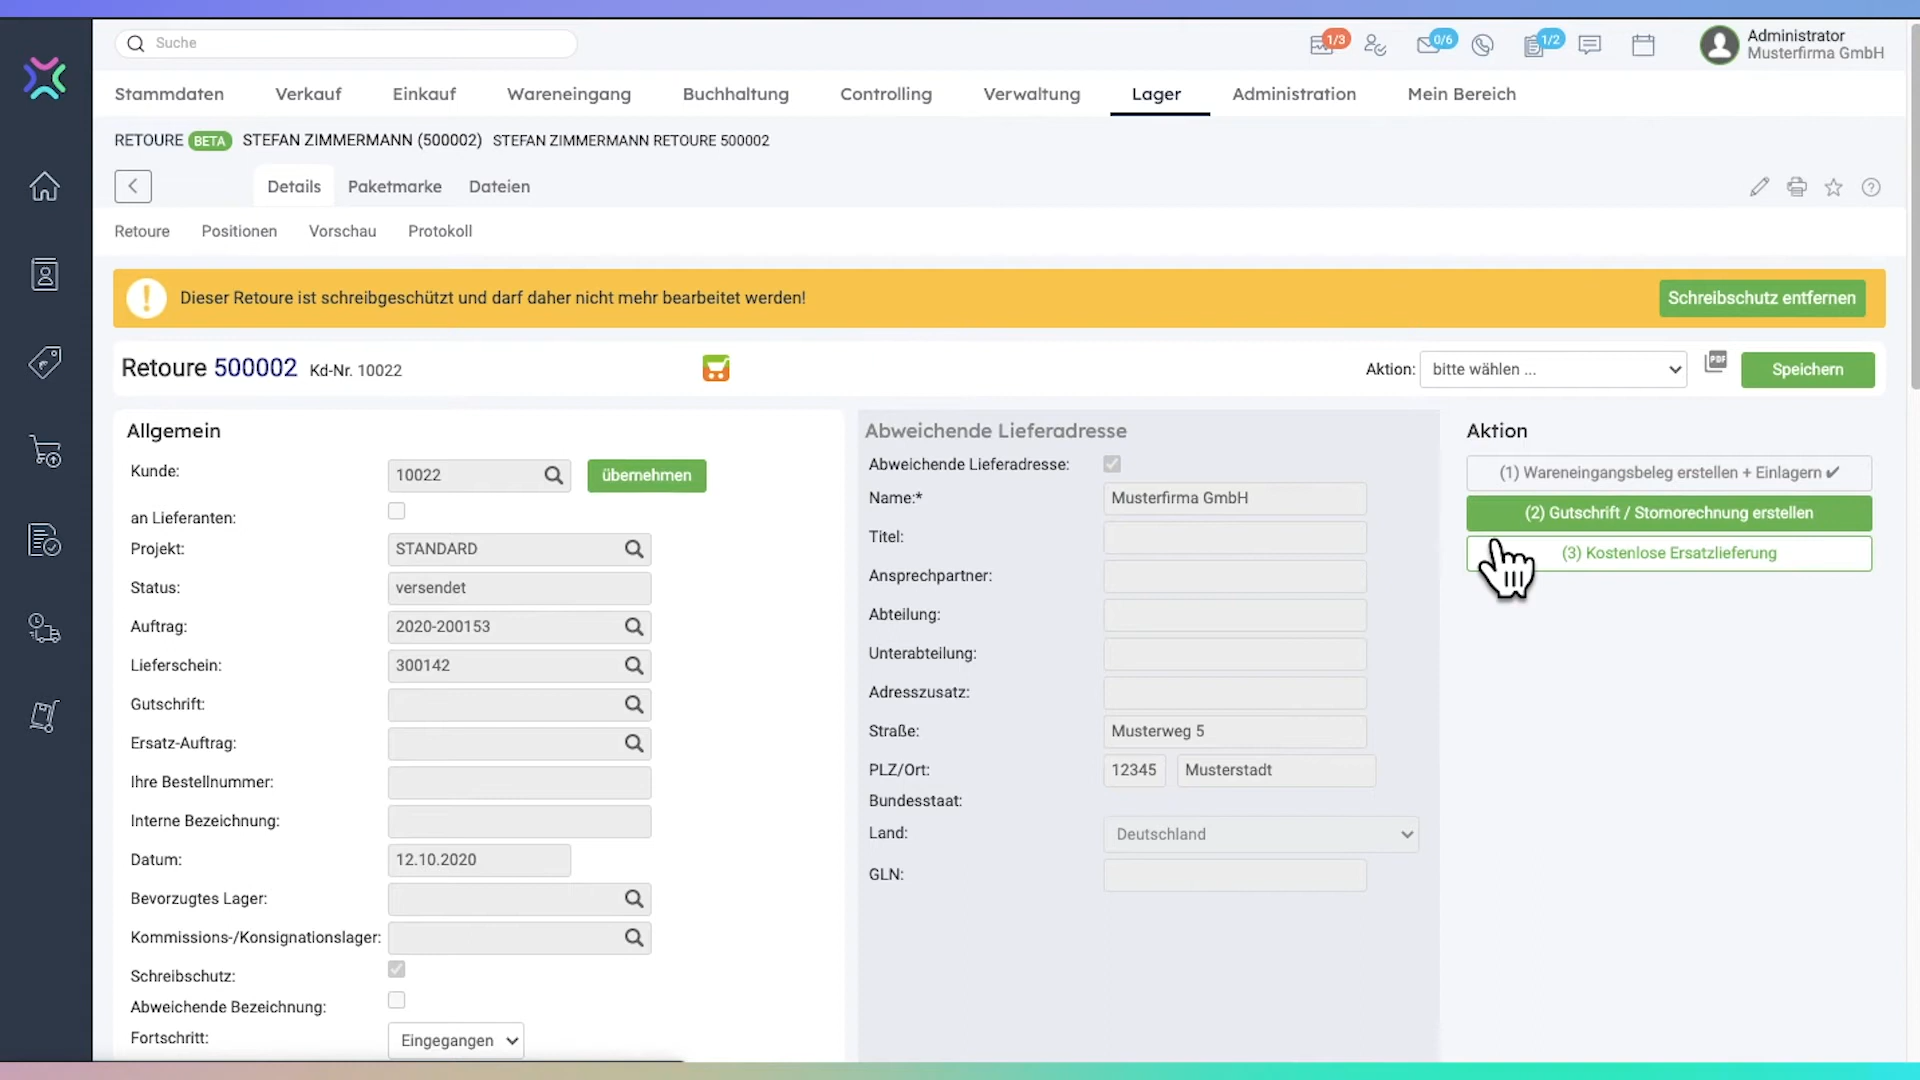 Suche
1/3
0/6
1/2
Administrator
Musterfirma GmbH
Stammdaten Verkauf Einkauf Wareneingang Buchhaltung Controlling Verwaltung Lager Administration Mein Bereich
RETOURE BETA STEFAN ZIMMERMANN (500002) STEFAN ZIMMERMANN RETOURE 500002
Details Paketmarke Dateien
Retoure Positionen Vorschau Protokoll
Dieser Retoure ist schreibgeschützt und darf daher nicht mehr bearbeitet werden!
Schreibschutz entfernen
Retoure 500002 Kd-Nr. 10022
Aktion: bitte wählen ...
PDF
Speichern
Allgemein
Kunde: 10022 übernehmen
an Lieferanten:
Projekt: STANDARD
Status: versendet
Auftrag: 2020-200153
Lieferschein: 300142
Gutschrift:
Ersatz-Auftrag:
Ihre Bestellnummer:
Interne Bezeichnung:
Datum: 12.10.2020
Bevorzugtes Lager:
Kommissions-/Konsignationslager:
Schreibschutz:
Abweichende Bezeichnung:
Fortschritt: Eingegangen
Abweichende Lieferadresse
Abweichende Lieferadresse:
Name:* Musterfirma GmbH
Titel:
Ansprechpartner:
Abteilung:
Unterabteilung:
Adresszusatz:
Straße: Musterweg 5
PLZ/Ort: 12345 Musterstadt
Bundesstaat:
Land: Deutschland
GLN:
Aktion
(1) Wareneingangsbeleg erstellen + Einlagern ✔
(2) Gutschrift / Stornorechnung erstellen
(3) Kostenlose Ersatzlieferung